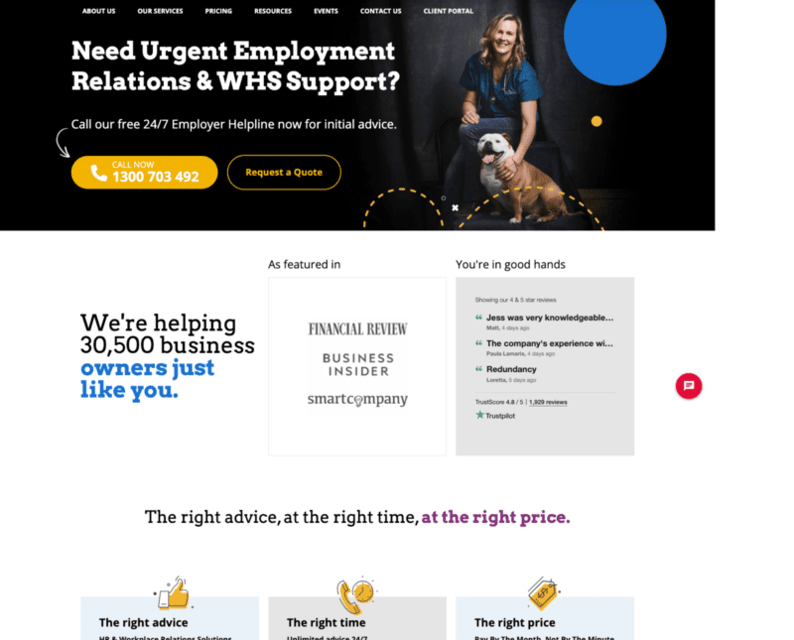 ABOUT US OUR SERVICES PRICING RESOURCES EVENTS CONTACT US CLIENT PORTAL
Need Urgent Employment
Relations & WHS Support?
Call our free 24/7 Employer Helpline now for initial advice.
CALL NOW
1300 703 492
Request a Quote
As featured in
You're in good hands
We're helping
30,500 business
owners just
like you.
FINANCIAL REVIEW
BUSINESS
INSIDER
smartcompany
Showing our 4 & 5 star reviews
Jess was very knowledgeable...
Matt, 4 days ago
The company's experience wi...
Paula Lamaris, 4 days ago
Redundancy
Loretta, 5 days ago
TrustScore 4.8 / 5 | 1,929 reviews
Trustpilot
The right advice, at the right time, at the right price.
The right advice
HR & Workplace Relations Solutions
The right time
Unlimited advice 24/7
The right price
Pay By The Month, Not By The Minute